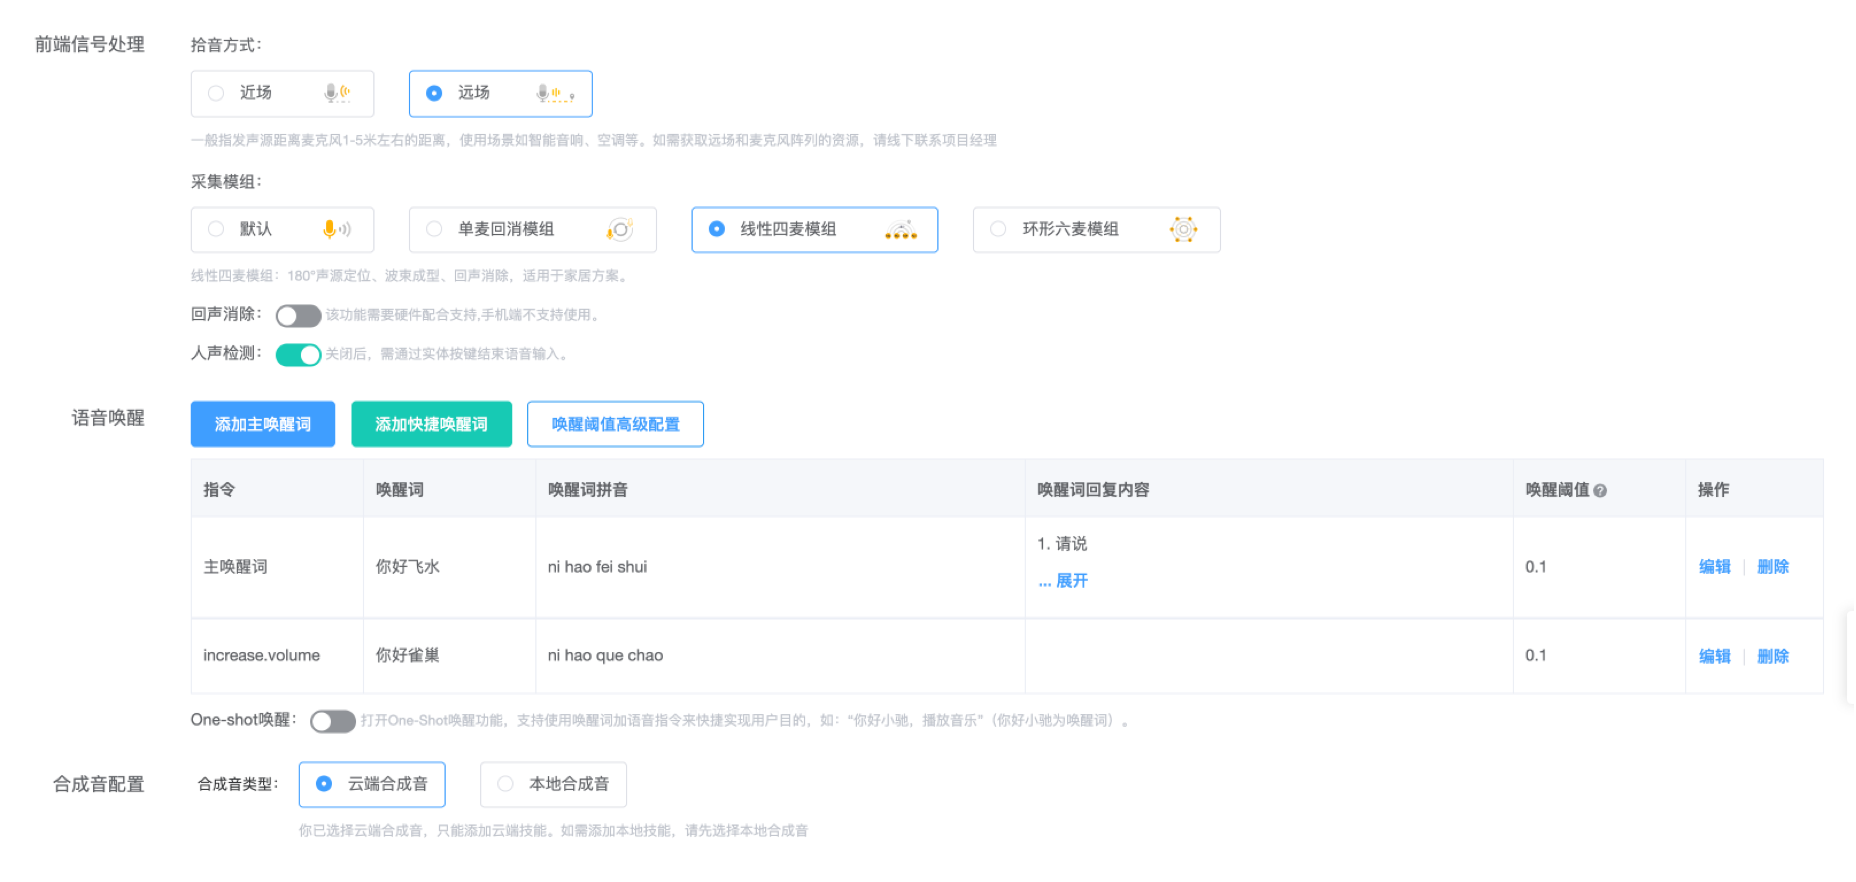 前端信号处理
拾音方式：
近场
远场
一般指发声源距离麦克风1-5米左右的距离，使用场景如智能音响、空调等。如需获取远场和麦克风阵列的资源，请线下联系项目经理
采集模组：
默认
单麦回消模组
线性四麦模组
环形六麦模组
线性四麦模组：180°声源定位、波束成型、回声消除，适用于家居方案。
回声消除：
该功能需要硬件配合支持,手机端不支持使用。
人声检测：
关闭后，需通过实体按键结束语音输入。
语音唤醒
添加主唤醒词
添加快捷唤醒词
唤醒阈值高级配置
指令 唤醒词 唤醒词拼音 唤醒词回复内容 唤醒阈值 ? 操作
主唤醒词 你好飞水 ni hao fei shui 1. 请说 0.1 编辑 删除
... 展开
increase.volume 你好雀巢 ni hao que chao 0.1 编辑 删除
One-shot唤醒：
打开One-Shot唤醒功能，支持使用唤醒词加语音指令来快捷实现用户目的，如：“你好小驰，播放音乐”（你好小驰为唤醒词）。
合成音配置
合成音类型：
云端合成音
本地合成音
你已选择云端合成音，只能添加云端技能。如需添加本地技能，请先选择本地合成音